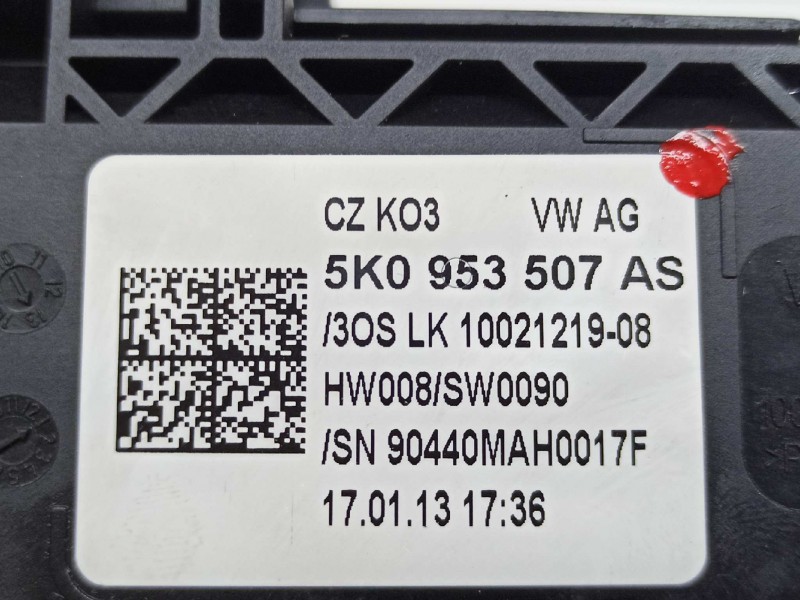 CZ KO3 VW AG
5K0 953 507 AS
/3OS LK 10021219-08
HW008/SW0090
/SN 90440MAH0017F
17.01.13 17:36